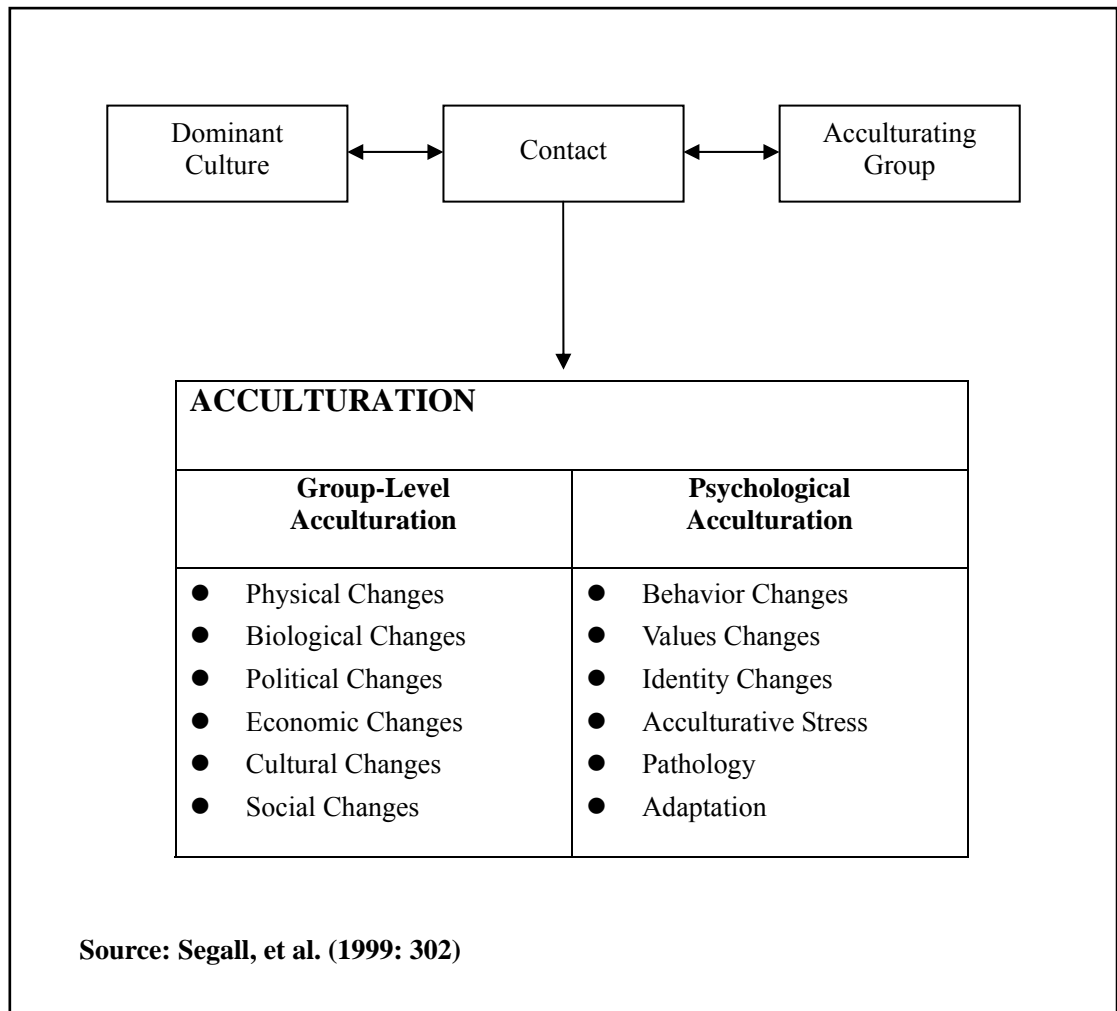 Dominant
Culture
Contact
Acculturating
Group
ACCULTURATION
Group-Level
Acculturation
Psychological
Acculturation
● Physical Changes
● Biological Changes
● Political Changes
● Economic Changes
● Cultural Changes
● Social Changes
● Behavior Changes
● Values Changes
● Identity Changes
● Acculturative Stress
● Pathology
● Adaptation
Source: Segall, et al. (1999: 302)